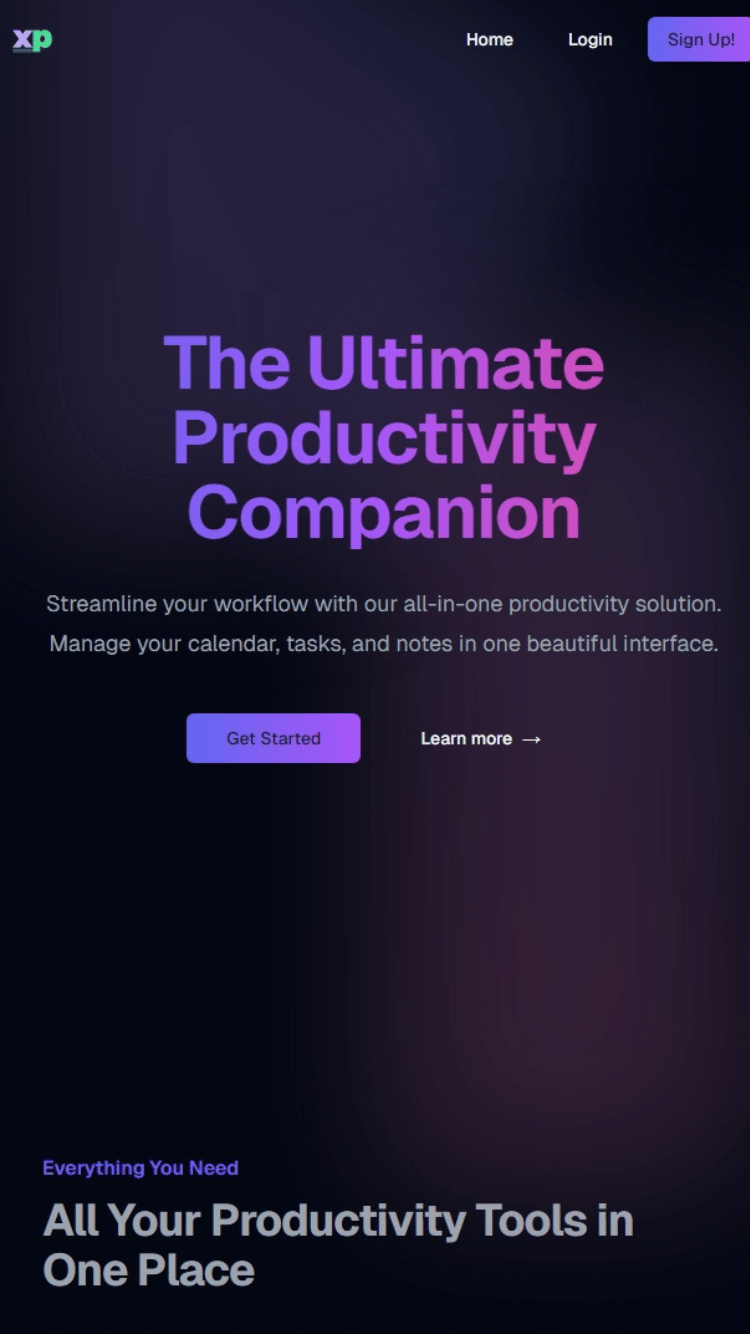 xp
Home
Login
Sign Up!
The Ultimate
Productivity
Companion
Streamline your workflow with our all-in-one productivity solution.
Manage your calendar, tasks, and notes in one beautiful interface.
Get Started
Learn more →
Everything You Need
All Your Productivity Tools in
One Place